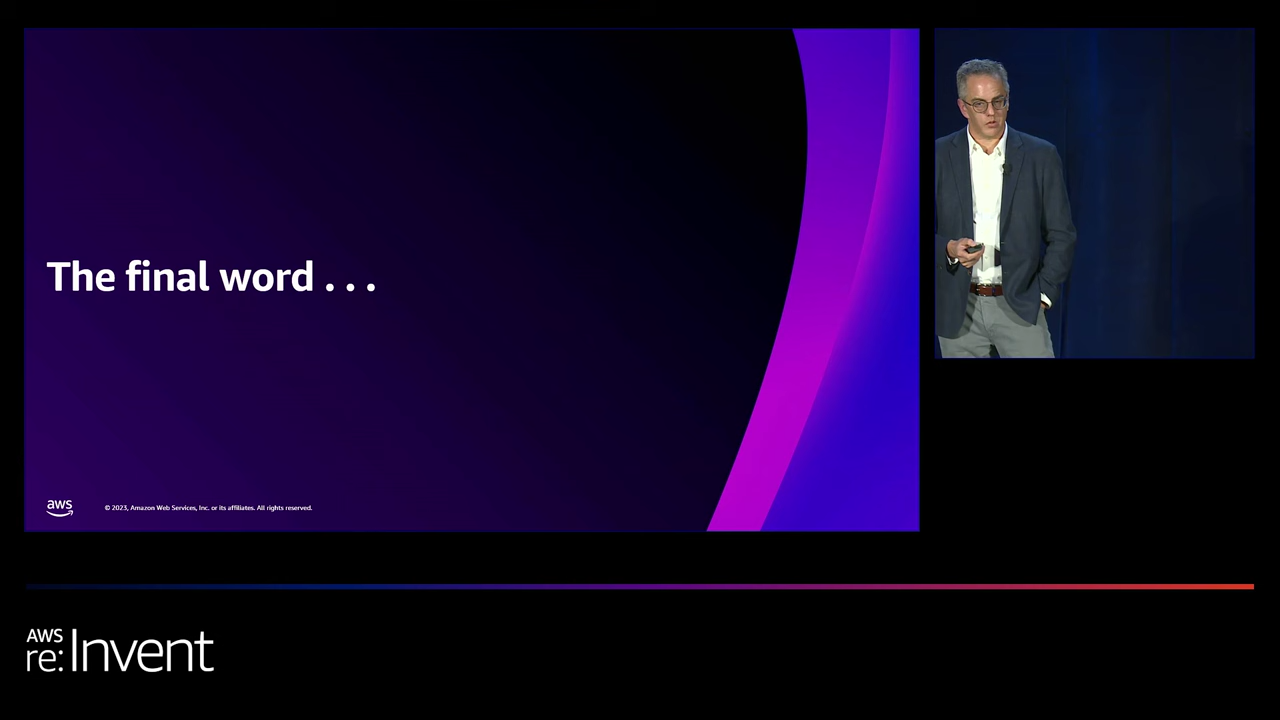 The final word . . .
aws
© 2023, Amazon Web Services, Inc. or its affiliates. All rights reserved.
AWS
re:Invent